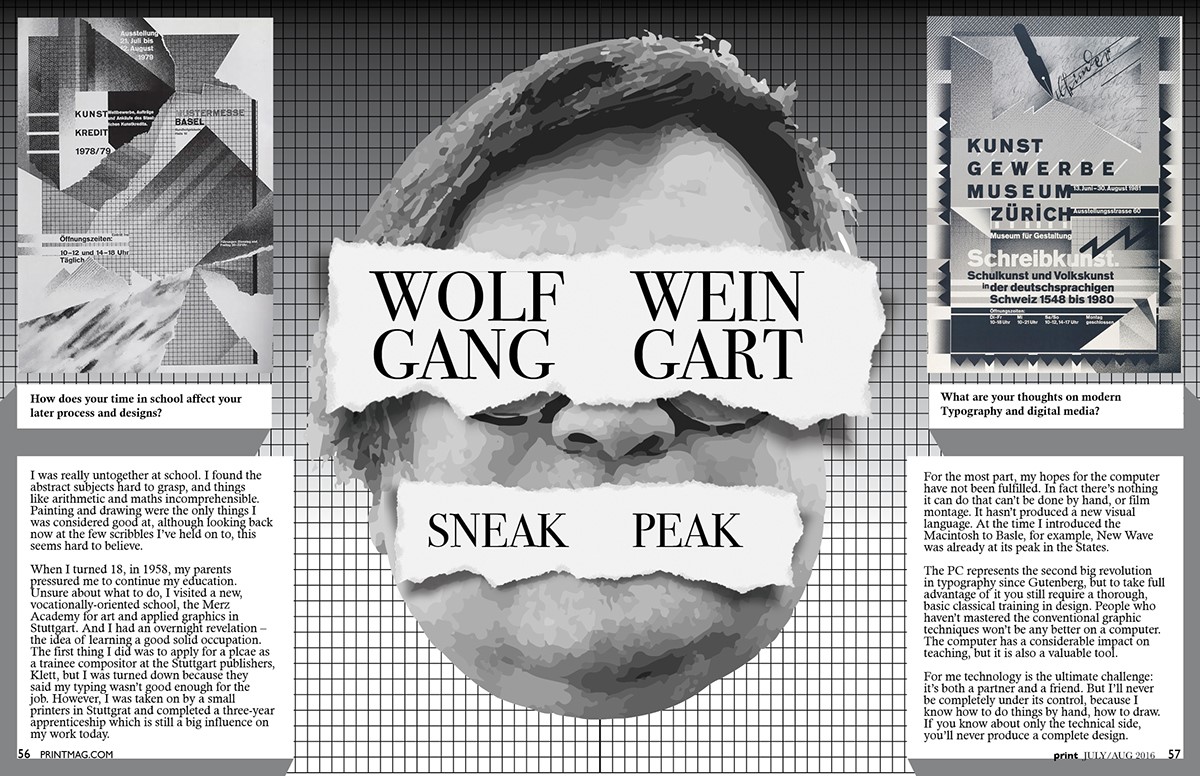 Ausstellung
21. Juli bis
August
1979
KUNST
KREDIT
1978/79
Wettbewerbe, Aufträge
und Ankäufe des Staat
lichen Kunstkredits.
MUSTERMESSE
BASEL
Öffnungszeiten:
10–12 und 14–18 Uhr
Täglich
How does your time in school affect your
later process and designs?
I was really untogether at school. I found the
abstract subjects hard to grasp, and things
like arithmetic and maths incomprehensible.
Painting and drawing were the only things I
was considered good at, although looking back
now at the few scribbles I’ve held on to, this
seems hard to believe.
When I turned 18, in 1958, my parents
pressured me to continue my education.
Unsure about what to do, I visited a new,
vocationally-oriented school, the Merz
Academy for art and applied graphics in
Stuttgart. And I had an overnight revelation –
the idea of learning a good solid occupation.
The first thing I did was to apply for a plcae as
a trainee compositor at the Stuttgart publishers,
Klett, but I was turned down because they
said my typing wasn’t good enough for the
job. However, I was taken on by a small
printers in Stuttgrat and completed a three-year
apprenticeship which is still a big influence on
my work today.
56 PRINTMAG.COM
WOLF WEIN
GANG GART
SNEAK PEAK
KUNST
GEWERBE
MUSEUM
ZÜRICH
13. Juni–30. August 1981
Ausstellungsstrasse 60
Museum für Gestaltung
Schreibkunst.
Schulkunst und Volkskunst
in der deutschsprachigen
Schweiz 1548 bis 1980
Öffnungszeiten:
Di-Fr Mi Sa/So Montag
10-18 Uhr 10-21 Uhr 10-12, 14-17 Uhr geschlossen
What are your thoughts on modern
Typography and digital media?
For the most part, my hopes for the computer
have not been fulfilled. In fact there’s nothing
it can do that can’t be done by hand, or film
montage. It hasn’t produced a new visual
language. At the time I introduced the
Macintosh to Basle, for example, New Wave
was already at its peak in the States.
The PC represents the second big revolution
in typography since Gutenberg, but to take full
advantage of it you still require a thorough,
basic classical training in design. People who
haven’t mastered the conventional graphic
techniques won’t be any better on a computer.
The computer has a considerable impact on
teaching, but it is also a valuable tool.
For me technology is the ultimate challenge:
it’s both a partner and a friend. But I’ll never
be completely under its control, because I
know how to do things by hand, how to draw.
If you know about only the technical side,
you’ll never produce a complete design.
print JULY/AUG 2016 57